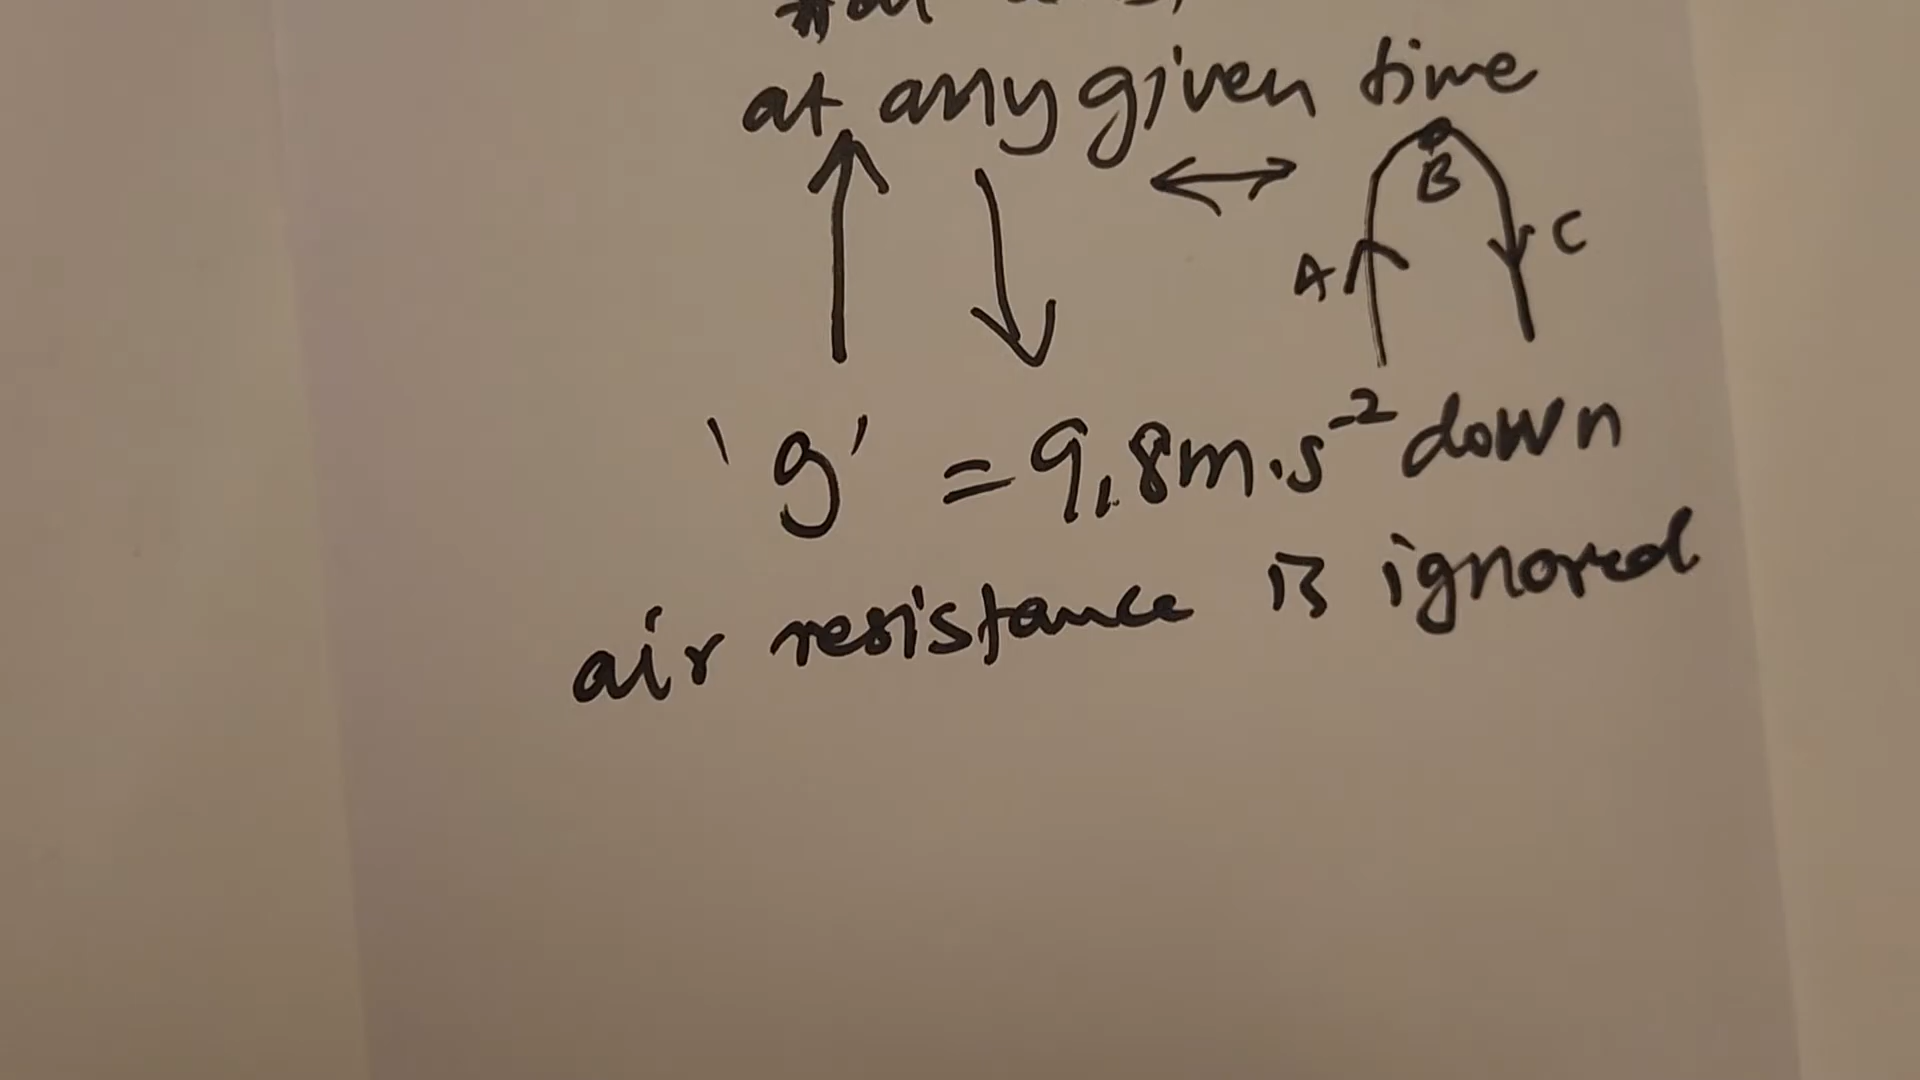 at any given time
B
A
C
'g' = 9,8m.s⁻² down
air resistance is ignored